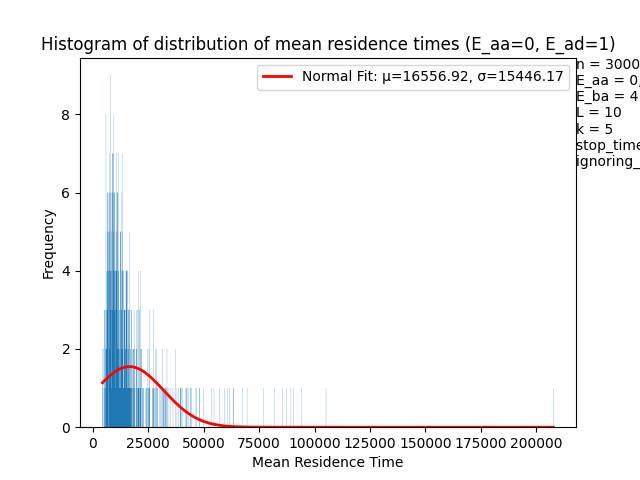 Histogram of distribution of mean residence times (E_aa=0, E_ad=1)
Normal Fit: μ=16556.92, σ=15446.17
n = 3000
E_aa = 0,
E_ba = 4
L = 10
k = 5
stop_time
ignoring_
Frequency
8
6
4
2
0
0 25000 50000 75000 100000 125000 150000 175000 200000
Mean Residence Time